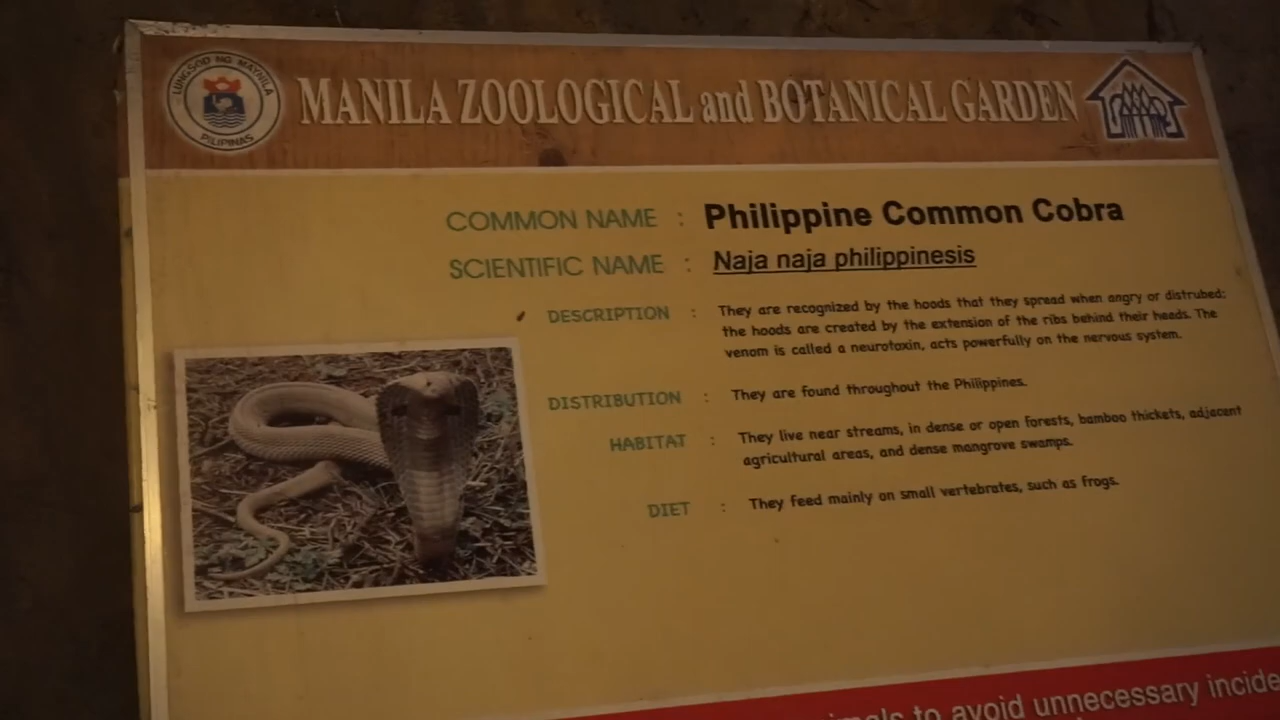 LUNGSOD NG MAYNILA
PILIPINAS
MANILA ZOOLOGICAL and BOTANICAL GARDEN
COMMON NAME : Philippine Common Cobra
SCIENTIFIC NAME : Naja naja philippinesis
DESCRIPTION : They are recognized by the hoods that they spread when angry or distrubed:
the hoods are created by the extension of the ribs behind their heads. The
venom is called a neurotoxin, acts powerfully on the nervous system.
DISTRIBUTION : They are found throughout the Philippines.
HABITAT : They live near streams, in dense or open forests, bamboo thickets, adjacent
agricultural areas, and dense mangrove swamps.
DIET : They feed mainly on small vertebrates, such as frogs.
to avoid unnecessary